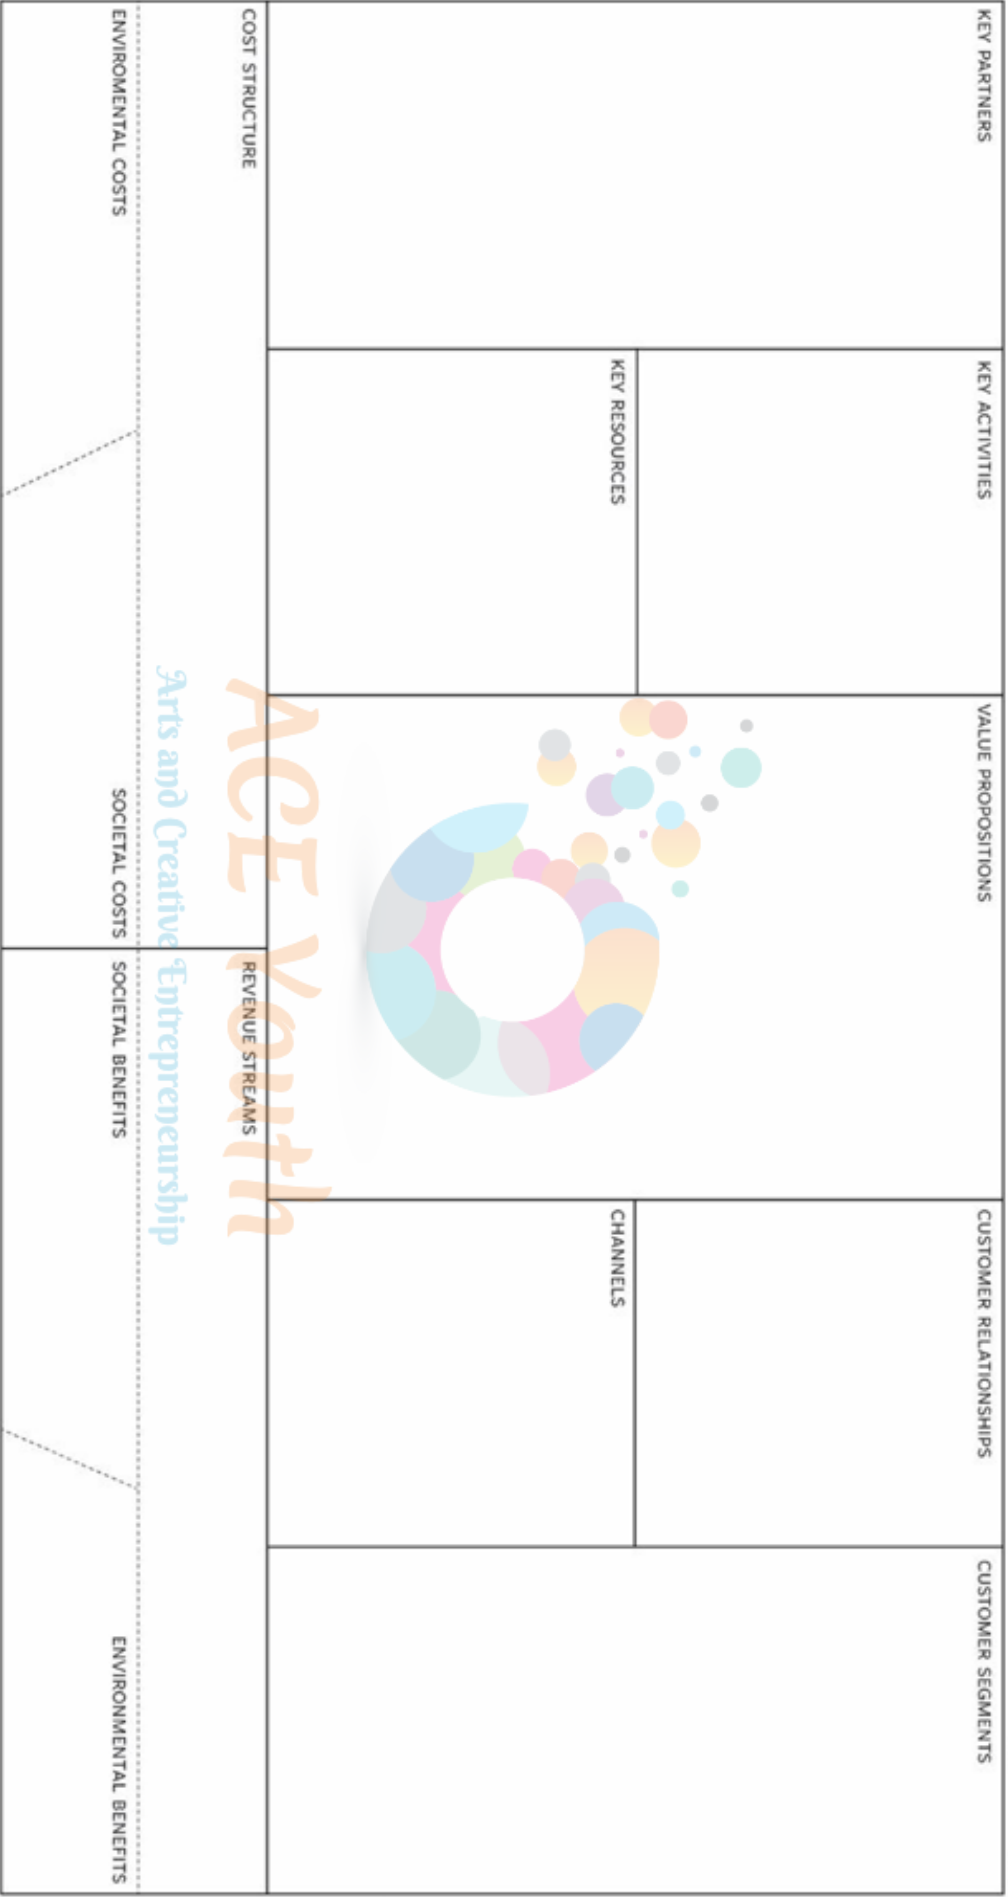 KEY PARTNERS
KEY ACTIVITIES
KEY RESOURCES
VALUE PROPOSITIONS
CUSTOMER RELATIONSHIPS
CHANNELS
CUSTOMER SEGMENTS
COST STRUCTURE
REVENUE STREAMS
ENVIROMENTAL COSTS
SOCIETAL COSTS
SOCIETAL BENEFITS
ENVIRONMENTAL BENEFITS
ACE Youth
Arts and Creative Entrepreneurship